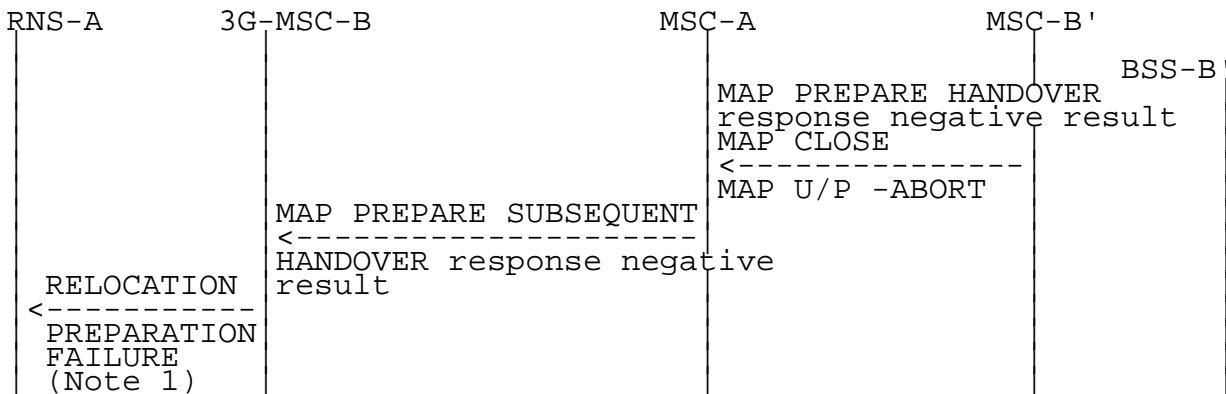 RNS-A 3G-MSC-B MSC-A MSC-B'
BSS-B'
MAP PREPARE HANDOVER
response negative result
MAP CLOSE
<---------------
MAP U/P -ABORT
MAP PREPARE SUBSEQUENT
<---------------------
HANDOVER response negative
result
RELOCATION
<-----------
PREPARATION
FAILURE
(Note 1)